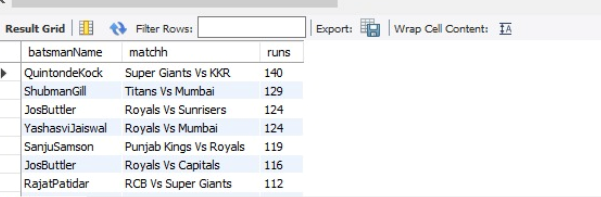 Result Grid Filter Rows: Export: Wrap Cell Content: IA
batsmanName matchh runs
QuintondeKock Super Giants Vs KKR 140
ShubmanGill Titans Vs Mumbai 129
JosButtler Royals Vs Sunrisers 124
YashasviJaiswal Royals Vs Mumbai 124
SanjuSamson Punjab Kings Vs Royals 119
JosButtler Royals Vs Capitals 116
RajatPatidar RCB Vs Super Giants 112